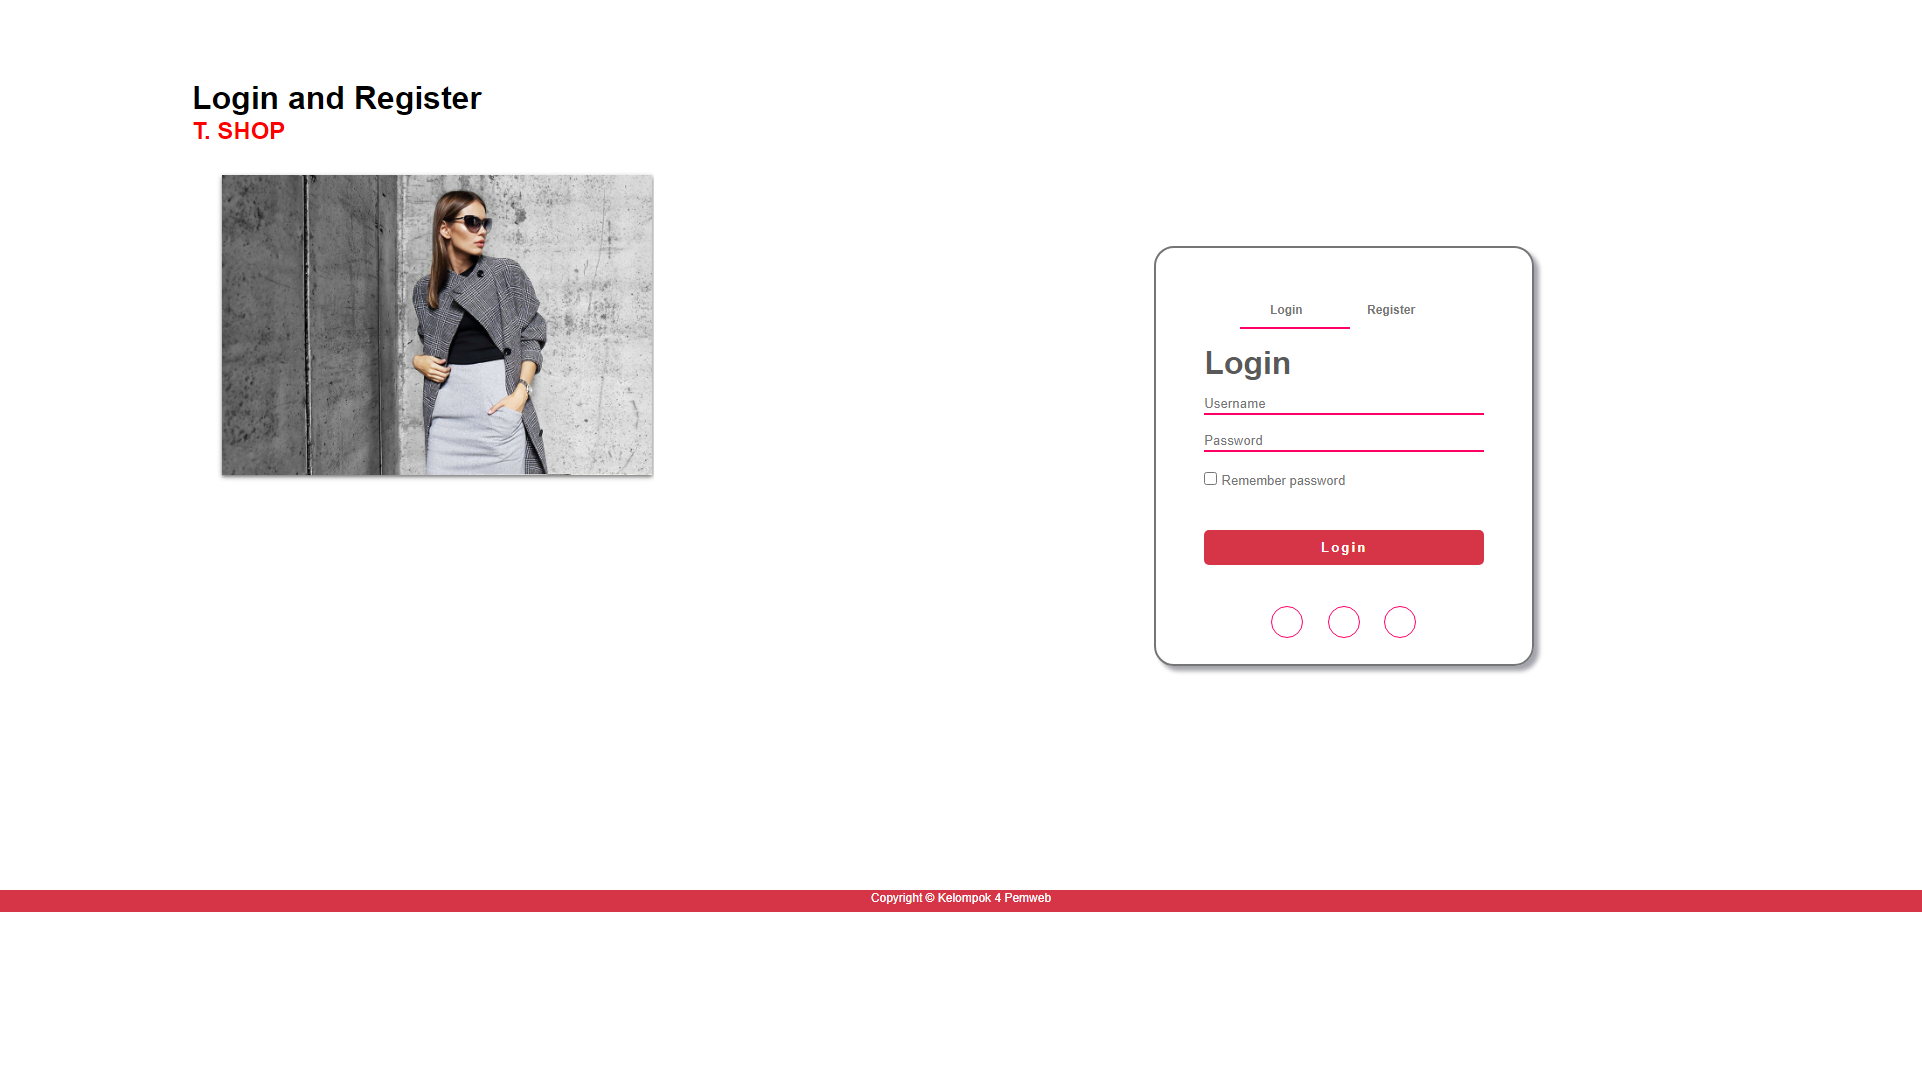 Login and Register
T. SHOP
Login
Register
Login
Username
Password
Remember password
Login
Copyright © Kelompok 4 Pemweb